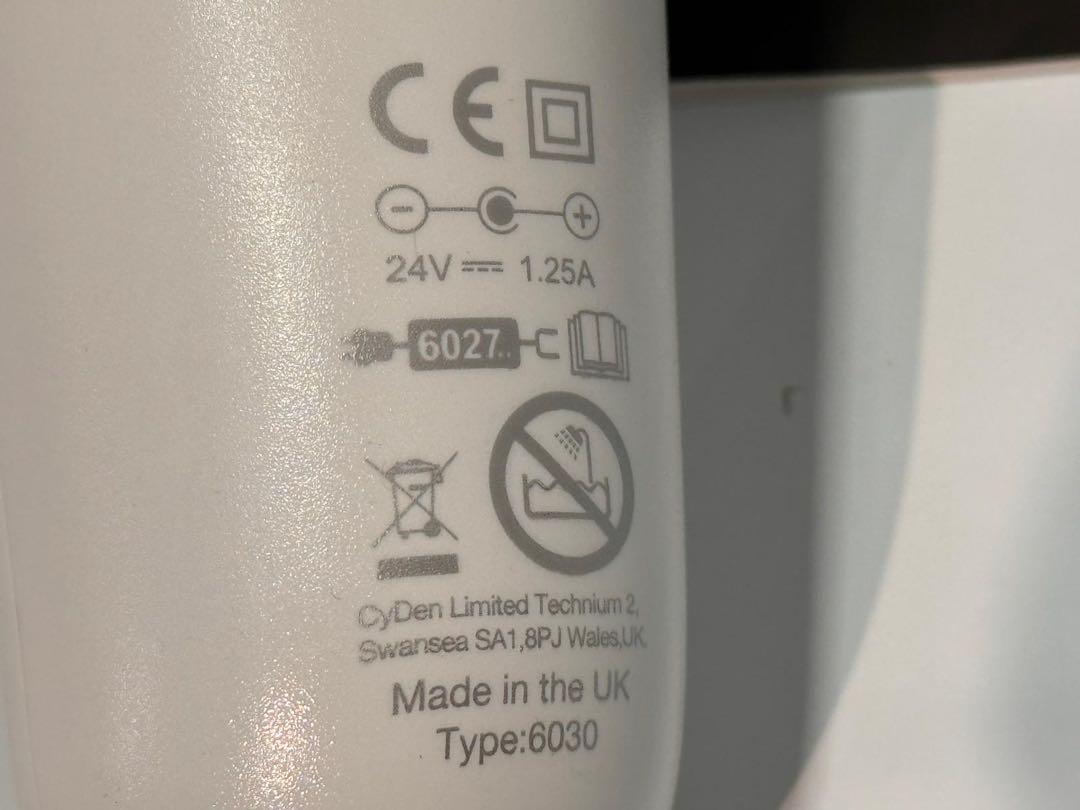 CE
24V 1.25A
6027..
CyDen Limited Technium 2,
Swansea SA1,8PJ Wales,UK.
Made in the UK
Type:6030